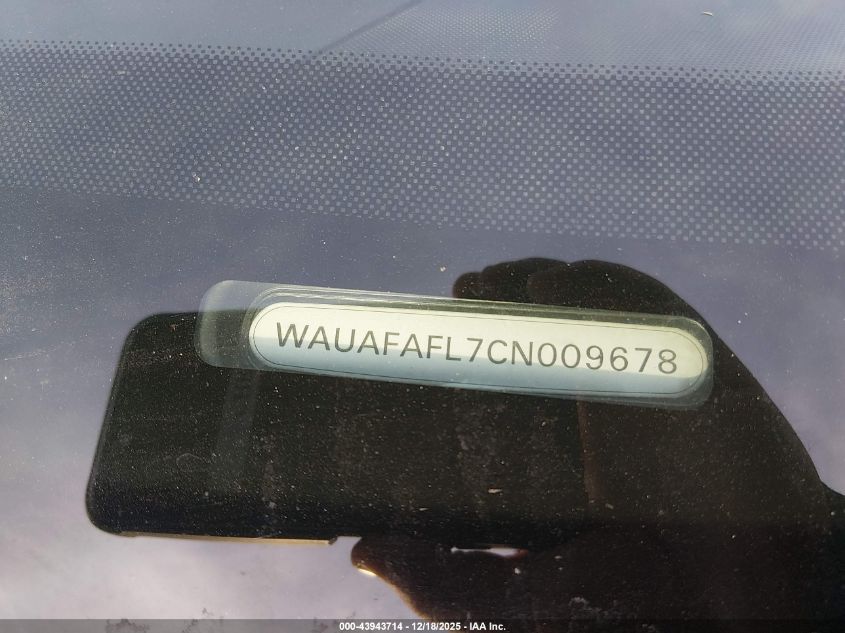 WAUAFAFL7CN009678
000-43943714 - 12/18/2025 - IAA Inc.